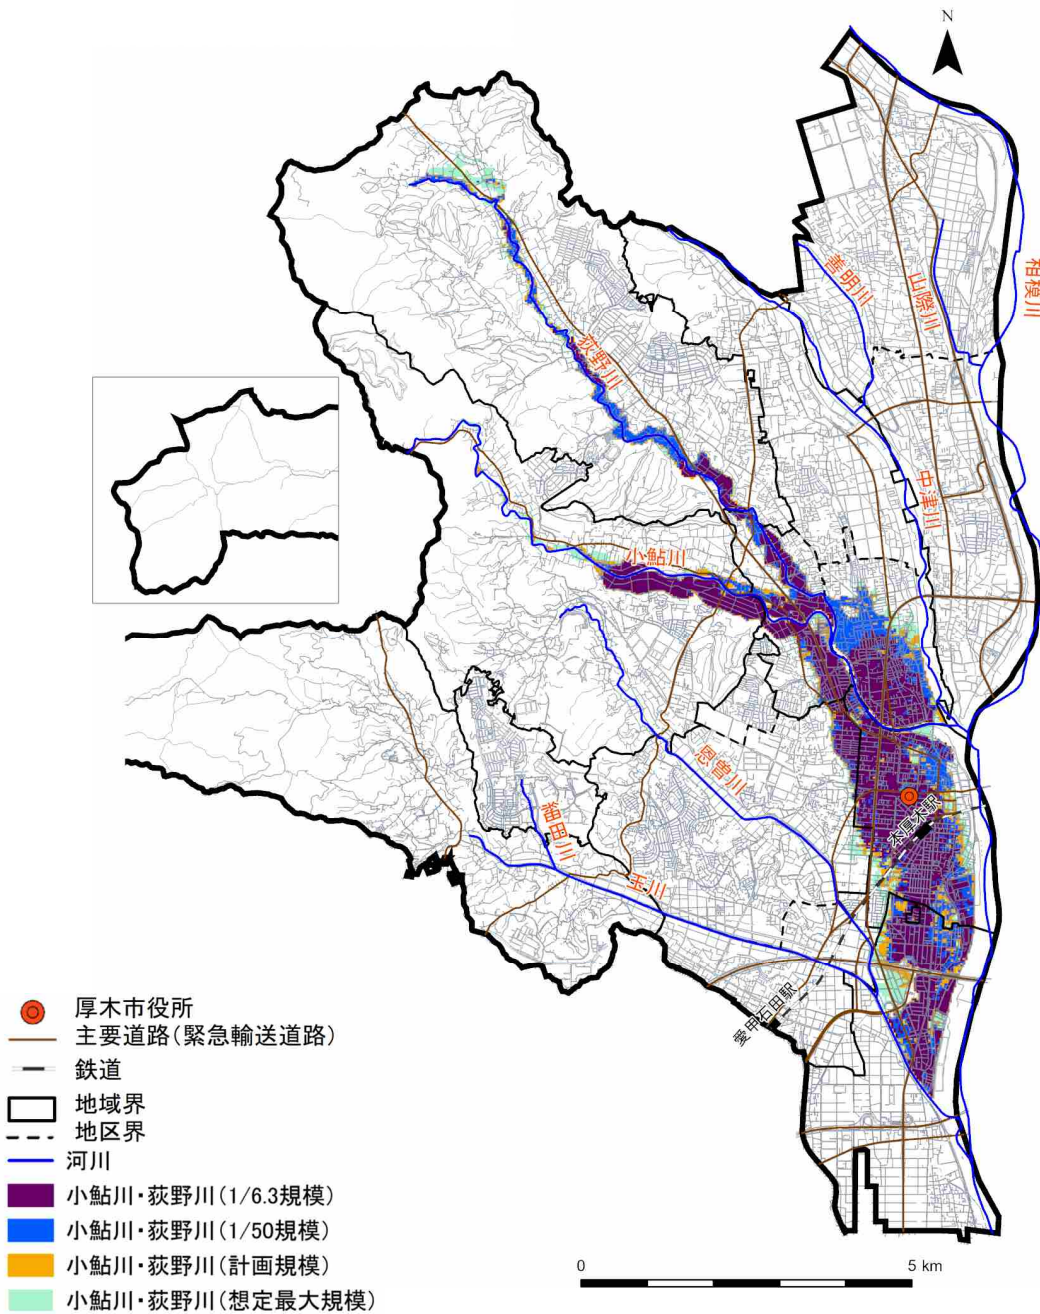 N
相模川
善明川
山際川
荻野川
中津川
小鮎川
恩曽川
本厚木駅
番田川
玉川
愛甲石田駅
厚木市役所
主要道路(緊急輸送道路)
鉄道
地域界
地区界
河川
小鮎川・荻野川(1/6.3規模)
小鮎川・荻野川(1/50規模)
小鮎川・荻野川(計画規模)
小鮎川・荻野川(想定最大規模)
0
5 km